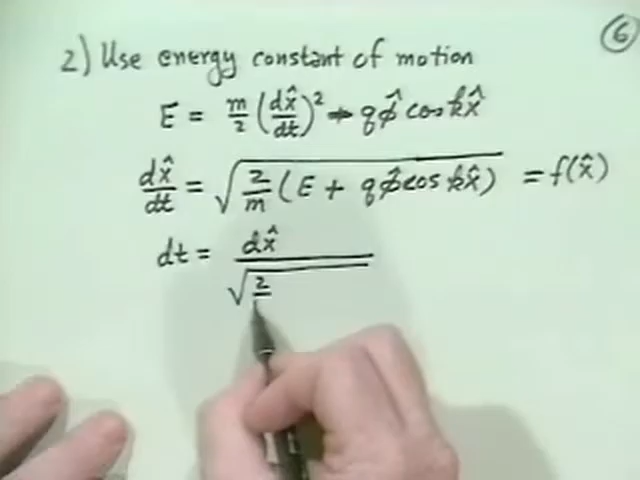 6
2) Use energy constant of motion
E = m/2 (dx̂/dt)² - qφ̂ cos kx̂
dx̂/dt = √(2/m (E + qφ̂ cos kx̂)) = f(x̂)
dt = dx̂/√(2/